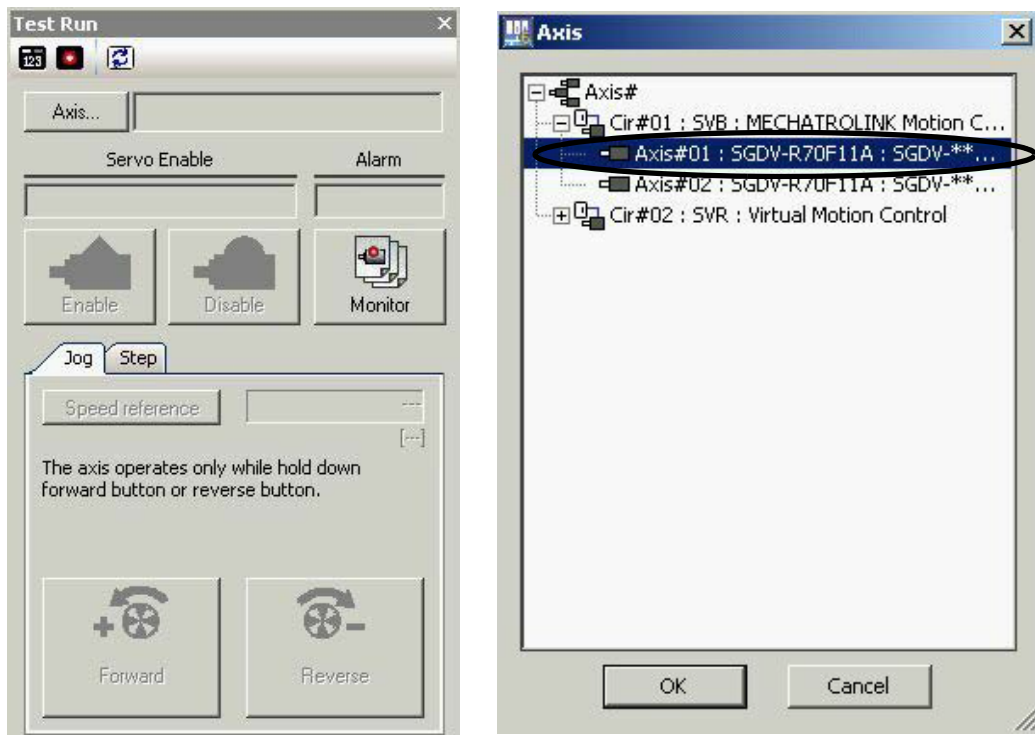 Test Run
123
Axis...
Servo Enable
Alarm
Enable
Disable
Monitor
Jog
Step
Speed reference
---
[---]
The axis operates only while hold down
forward button or reverse button.
+
-
Forward
Reverse
Axis
Axis#
Cir#01 : SVB : MECHATROLINK Motion C...
Axis#01 : SGDV-R70F11A : SGDV-**...
Axis#02 : SGDV-R70F11A : SGDV-**...
Cir#02 : SVR : Virtual Motion Control
OK
Cancel